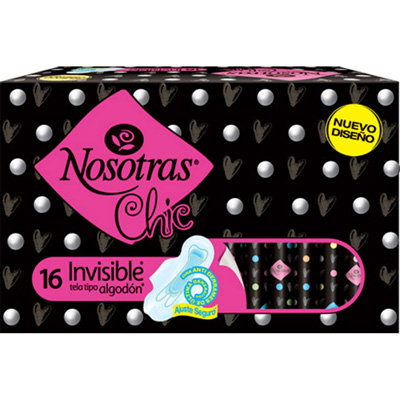 NOSOTRAS®
Chic
NUEVO
DISEÑO
16 Invisible®
tela tipo
algodón*
Ajuste Seguro